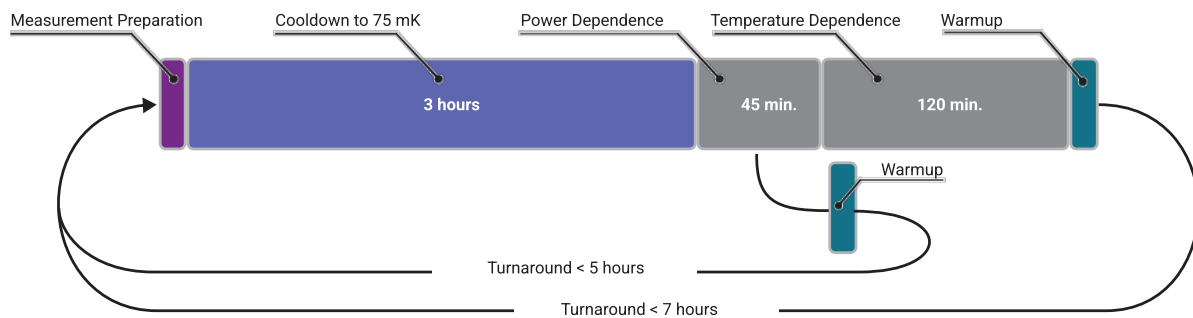 Measurement Preparation
Cooldown to 75 mK
Power Dependence
Temperature Dependence
Warmup
3 hours
45 min.
120 min.
Warmup
Turnaround < 5 hours
Turnaround < 7 hours